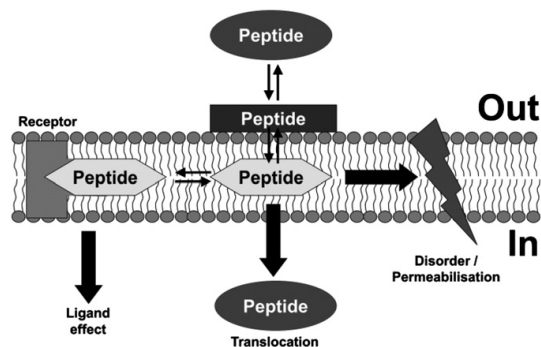 Peptide
Out
Receptor
Peptide
Peptide
Peptide
In
Disorder /
Permeabilisation
Ligand
effect
Peptide
Translocation